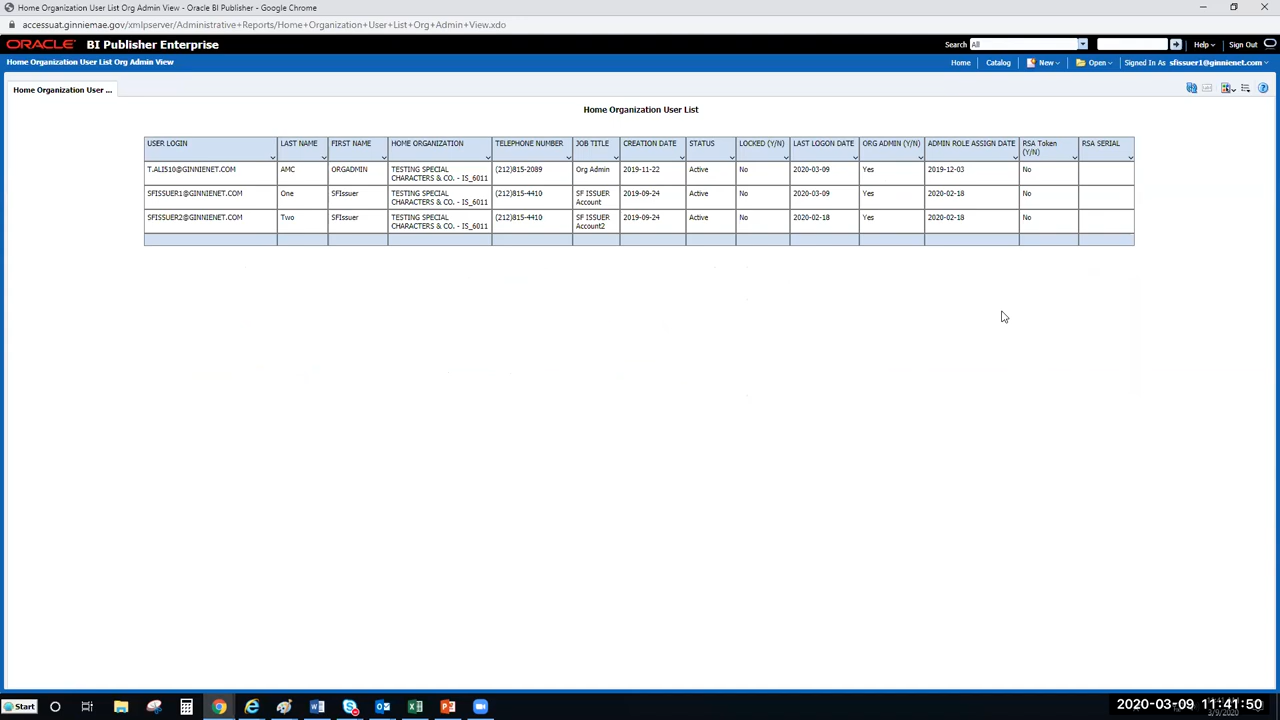 Home Organization User List Org Admin View - Oracle BI Publisher - Google Chrome
accessuat.ginniemae.gov/xmlpserver/Administrative+Reports/Home+Organization+User+List+Org+Admin+View.xdo
ORACLE BI Publisher Enterprise Search All Help Sign Out
Home Organization User List Org Admin View Home Catalog New Open Signed In As sfissuer1@ginnienet.com
Home Organization User ...
Home Organization User List
USER LOGIN LAST NAME FIRST NAME HOME ORGANIZATION TELEPHONE NUMBER JOB TITLE CREATION DATE STATUS LOCKED (Y/N) LAST LOGON DATE ORG ADMIN (Y/N) ADMIN ROLE ASSIGN DATE RSA Token RSA SERIAL
(Y/N)
T.ALIS10@GINNIENET.COM AMC ORGADMIN TESTING SPECIAL (212)815-2089 Org Admin 2019-11-22 Active No 2020-03-09 Yes 2019-12-03 No
CHARACTERS & CO. - IS_6011
SFISSUER1@GINNIENET.COM One SFIssuer TESTING SPECIAL (212)815-4410 SF ISSUER 2019-09-24 Active No 2020-03-09 Yes 2020-02-18 No
CHARACTERS & CO. - IS_6011 Account
SFISSUER2@GINNIENET.COM Two SFIssuer TESTING SPECIAL (212)815-4410 SF ISSUER 2019-09-24 Active No 2020-02-18 Yes 2020-02-18 No
CHARACTERS & CO. - IS_6011 Account2
Start 2020-03-09 11:41:50
3/9/2020